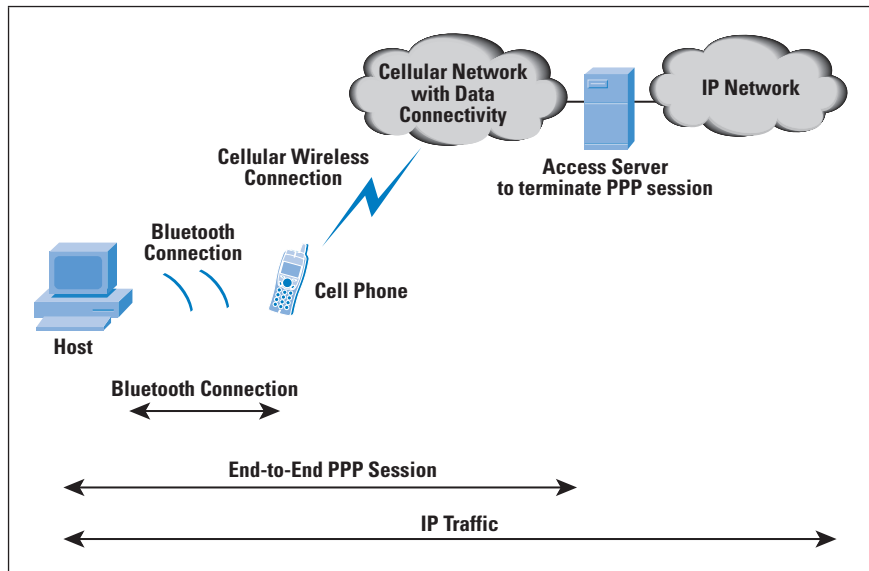 Cellular Network
with Data
Connectivity
IP Network
Access Server
to terminate PPP session
Cellular Wireless
Connection
Bluetooth
Connection
Cell Phone
Host
Bluetooth Connection
End-to-End PPP Session
IP Traffic